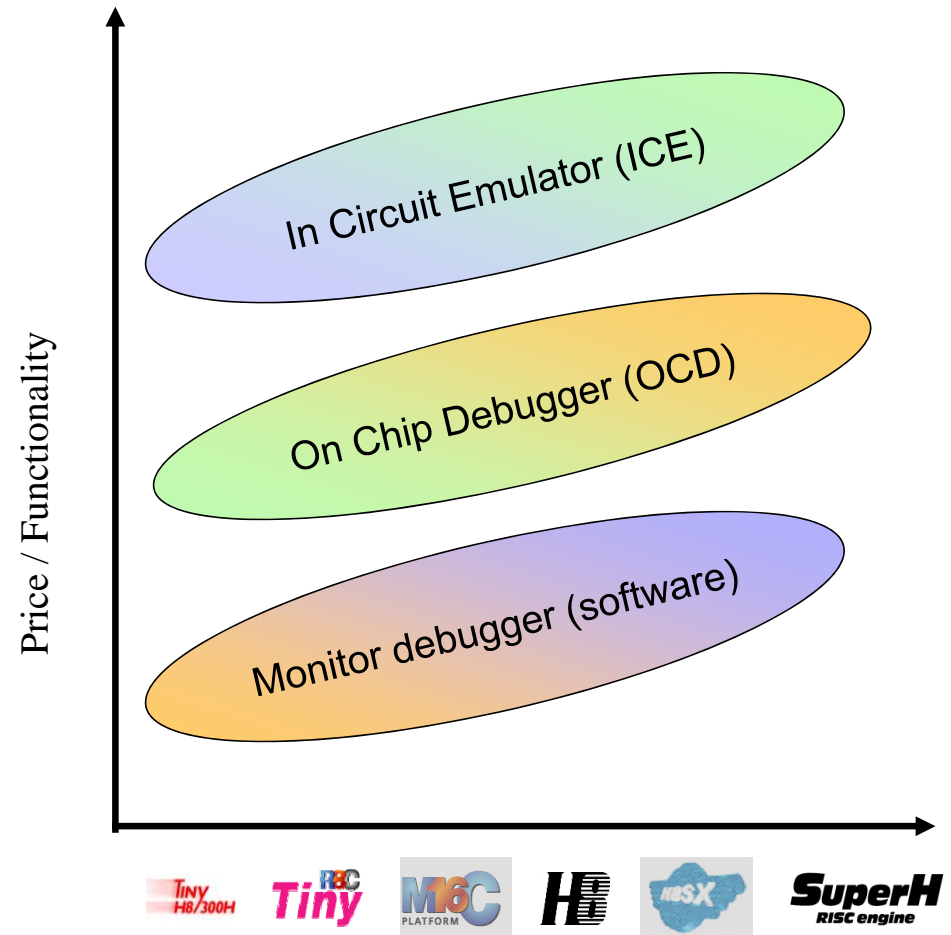 In Circuit Emulator (ICE)
On Chip Debugger (OCD)
Monitor debugger (software)
Price / Functionality
TINY
H8/300H
R8C
Tiny
M16C
PLATFORM
H8
H8SX
SuperH
RISC engine